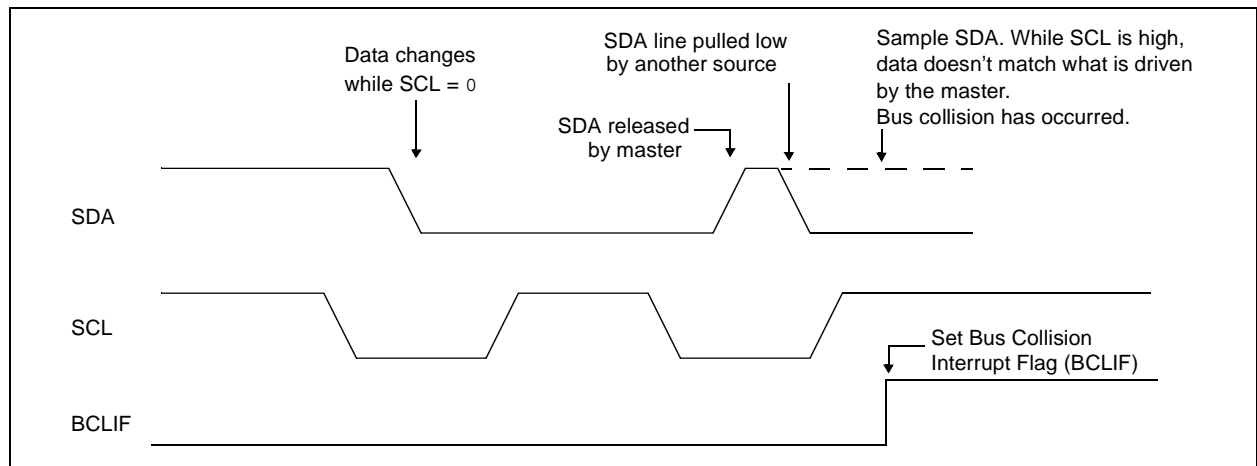 Data changes
while SCL = 0
SDA line pulled low
by another source
Sample SDA. While SCL is high,
data doesn't match what is driven
by the master.
Bus collision has occurred.
SDA released
by master
SDA
SCL
Set Bus Collision
Interrupt Flag (BCLIF)
BCLIF